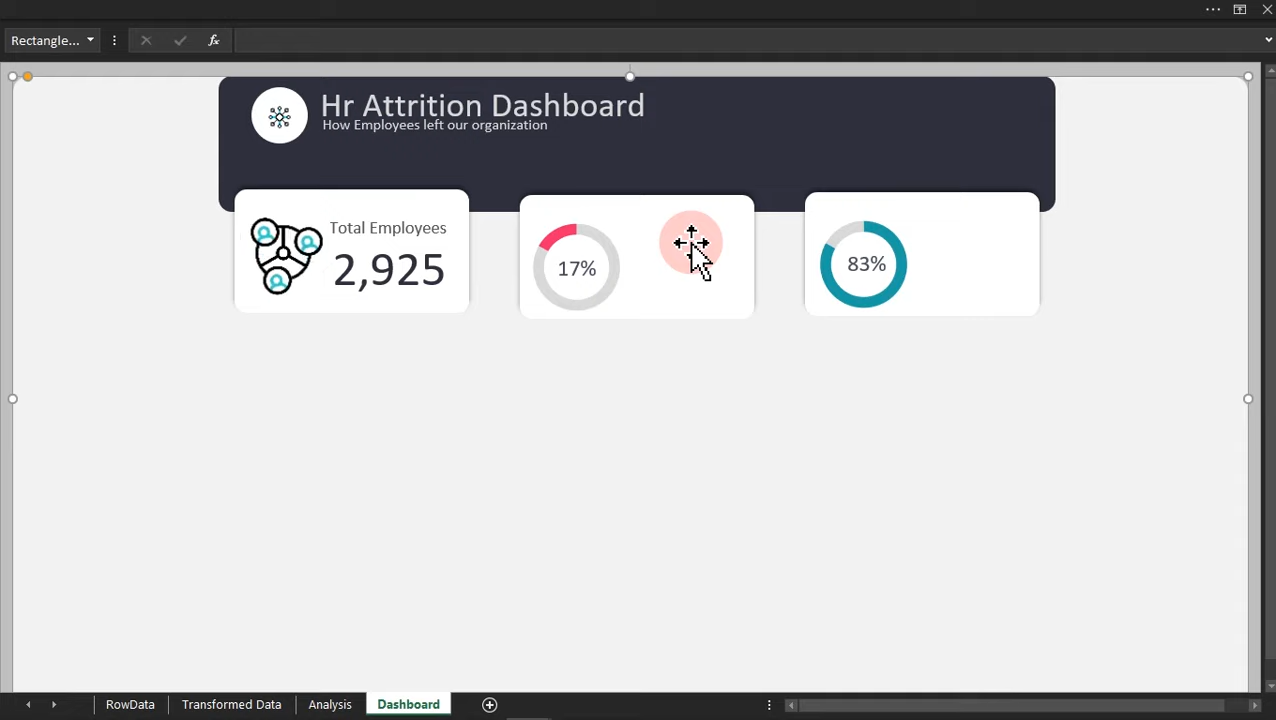 Rectangle...
fx
Hr Attrition Dashboard
How Employees left our organization
Total Employees
2,925
17%
83%
RowData
Transformed Data
Analysis
Dashboard